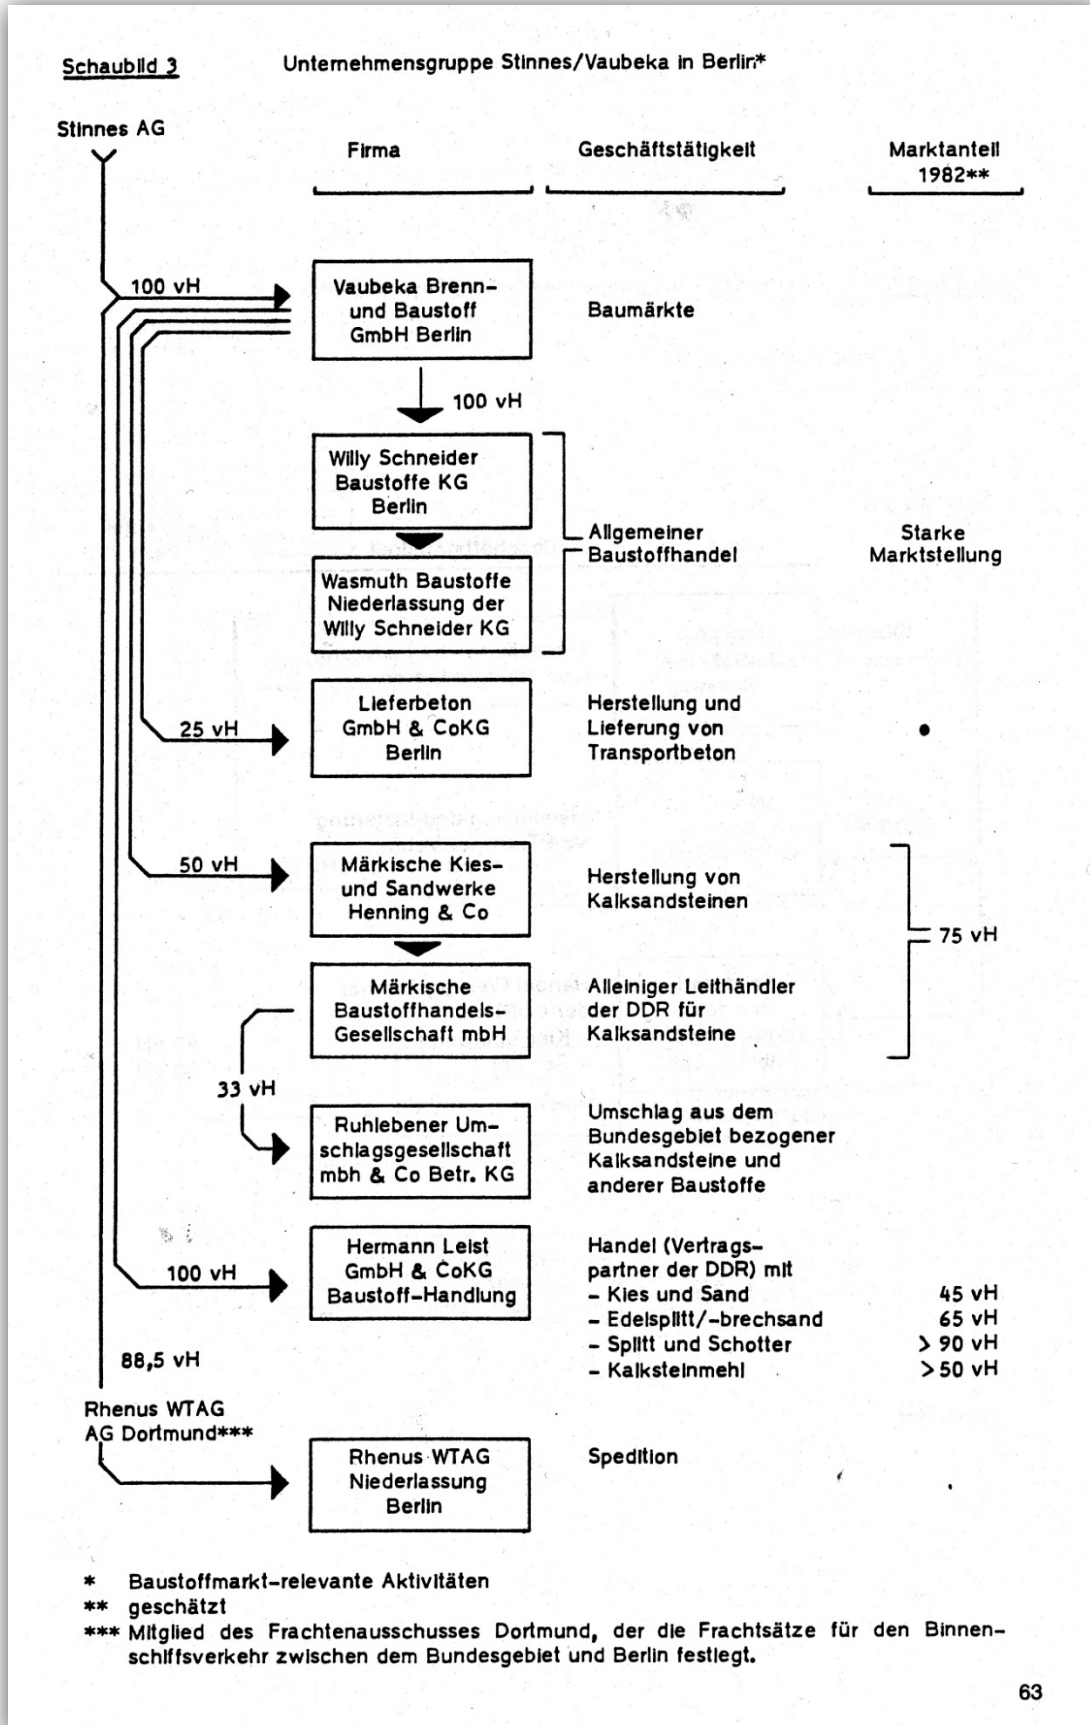 Schaubild 3
Unternehmensgruppe Stinnes/Vaubeka in Berlin*
Stinnes AG
Firma
Geschäftstätigkeit
Marktanteil
1982**
100 vH
Vaubeka Brenn-
und Baustoff
GmbH Berlin
Baumärkte
100 vH
Willy Schneider
Baustoffe KG
Berlin
Wasmuth Baustoffe
Niederlassung der
Willy Schneider KG
Allgemeiner
Baustoffhandel
Starke
Marktstellung
25 vH
Lieferbeton
GmbH & CoKG
Berlin
Herstellung und
Lieferung von
Transportbeton
•
50 vH
Märkische Kies-
und Sandwerke
Henning & Co
Herstellung von
Kalksandsteinen
75 vH
Märkische
Baustoffhandels-
Gesellschaft mbH
Alleiniger Leithändler
der DDR für
Kalksandsteine
33 vH
Ruhlebener Um-
schlagsgesellschaft
mbh & Co Betr. KG
Umschlag aus dem
Bundesgebiet bezogener
Kalksandsteine und
anderer Baustoffe
100 vH
Hermann Leist
GmbH & CoKG
Baustoff-Handlung
Handel (Vertrags-
partner der DDR) mit
- Kies und Sand 45 vH
- Edelsplitt/-brechsand 65 vH
- Splitt und Schotter > 90 vH
- Kalksteinmehl > 50 vH
88,5 vH
Rhenus WTAG
AG Dortmund***
Rhenus WTAG
Niederlassung
Berlin
Spedition
.
* Baustoffmarkt-relevante Aktivitäten
** geschätzt
*** Mitglied des Frachtenausschusses Dortmund, der die Frachtsätze für den Binnen-
schiffsverkehr zwischen dem Bundesgebiet und Berlin festlegt.
63